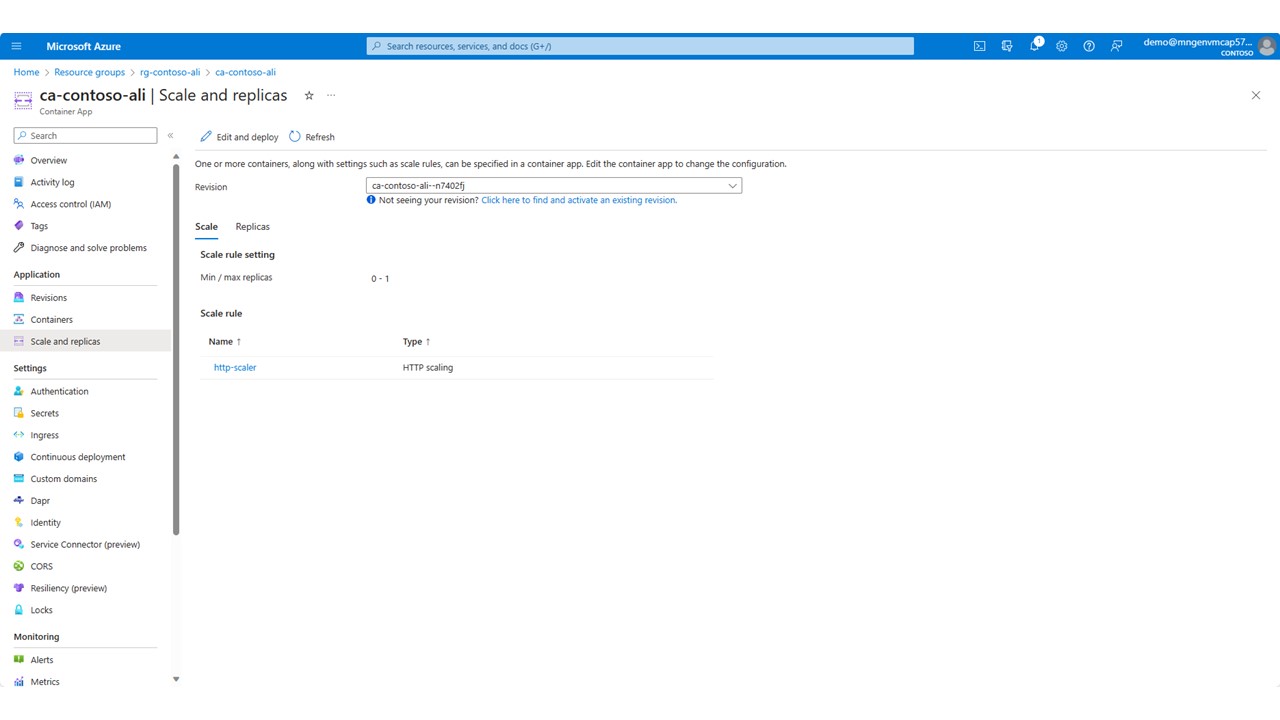 Microsoft Azure
Search resources, services, and docs (G+/)
1
demo@mngenvmcap57...
CONTOSO
Home > Resource groups > rg-contoso-ali > ca-contoso-ali
ca-contoso-ali | Scale and replicas
Container App
Search
Edit and deploy
Refresh
Overview
Activity log
Access control (IAM)
Tags
Diagnose and solve problems
Application
Revisions
Containers
Scale and replicas
Settings
Authentication
Secrets
Ingress
Continuous deployment
Custom domains
Dapr
Identity
Service Connector (preview)
CORS
Resiliency (preview)
Locks
Monitoring
Alerts
Metrics
One or more containers, along with settings such as scale rules, can be specified in a container app. Edit the container app to change the configuration.
Revision
ca-contoso-ali--n7402fj
Not seeing your revision? Click here to find and activate an existing revision.
Scale
Replicas
Scale rule setting
Min / max replicas
0 - 1
Scale rule
Name ↑
Type ↑
http-scaler
HTTP scaling